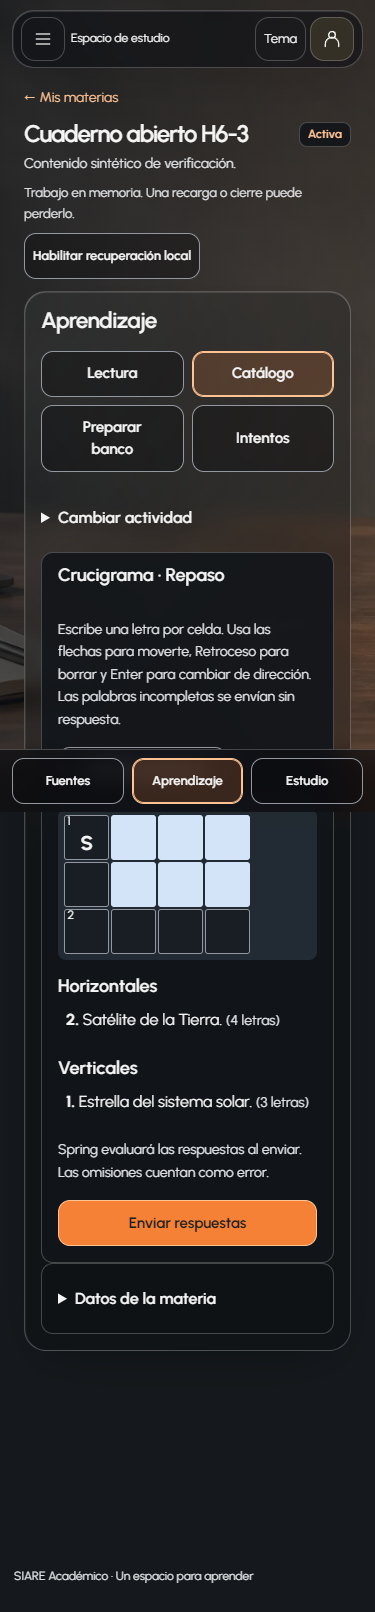 Espacio de estudio
Tema
← Mis materias
Cuaderno abierto H6-3
Activa
Contenido sintético de verificación.
Trabajo en memoria. Una recarga o cierre puede
perderlo.
Habilitar recuperación local
Aprendizaje
Lectura
Catálogo
Preparar
banco
Intentos
Cambiar actividad
Crucigrama · Repaso
Escribe una letra por celda. Usa las
flechas para moverte, Retroceso para
borrar y Enter para cambiar de dirección.
Las palabras incompletas se envían sin
respuesta.
Fuentes
Aprendizaje
Estudio
1
S
2
Horizontales
2. Satélite de la Tierra. (4 letras)
Verticales
1. Estrella del sistema solar. (3 letras)
Spring evaluará las respuestas al enviar.
Las omisiones cuentan como error.
Enviar respuestas
Datos de la materia
SIARE Académico · Un espacio para aprender